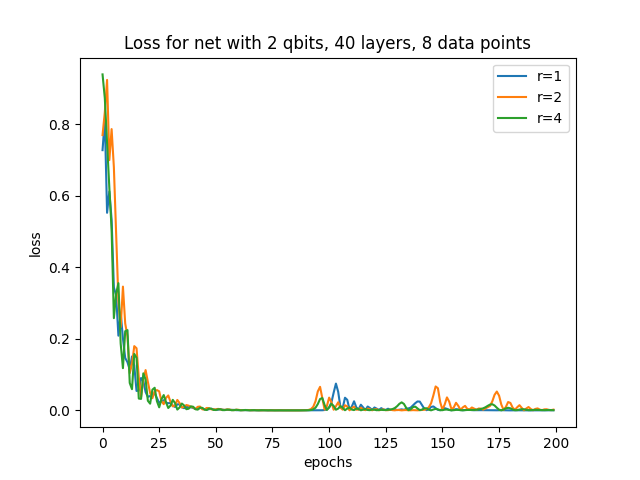 Loss for net with 2 qbits, 40 layers, 8 data points
r=1
r=2
r=4
loss
0.8
0.6
0.4
0.2
0.0
0 25 50 75 100 125 150 175 200
epochs